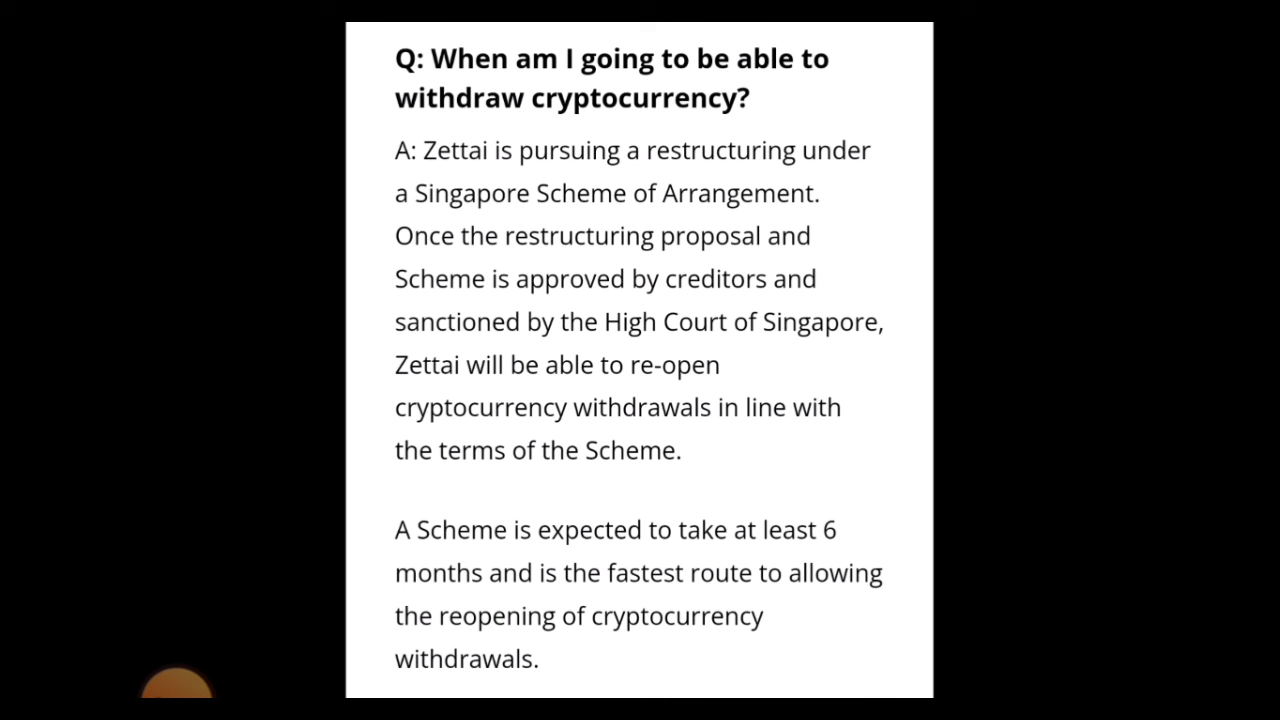 Q: When am I going to be able to
withdraw cryptocurrency?
A: Zettai is pursuing a restructuring under
a Singapore Scheme of Arrangement.
Once the restructuring proposal and
Scheme is approved by creditors and
sanctioned by the High Court of Singapore,
Zettai will be able to re-open
cryptocurrency withdrawals in line with
the terms of the Scheme.
A Scheme is expected to take at least 6
months and is the fastest route to allowing
the reopening of cryptocurrency
withdrawals.